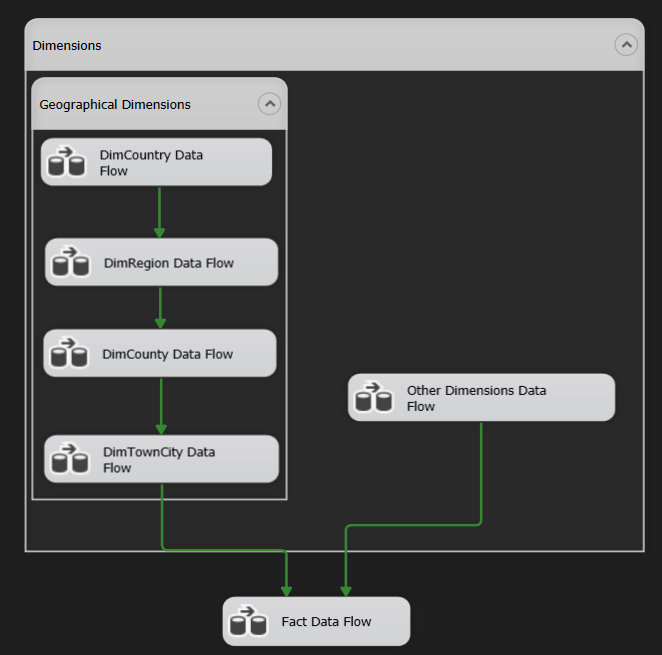 Dimensions
Geographical Dimensions
DimCountry Data
Flow
DimRegion Data Flow
DimCounty Data Flow
DimTownCity Data
Flow
Other Dimensions Data
Flow
Fact Data Flow